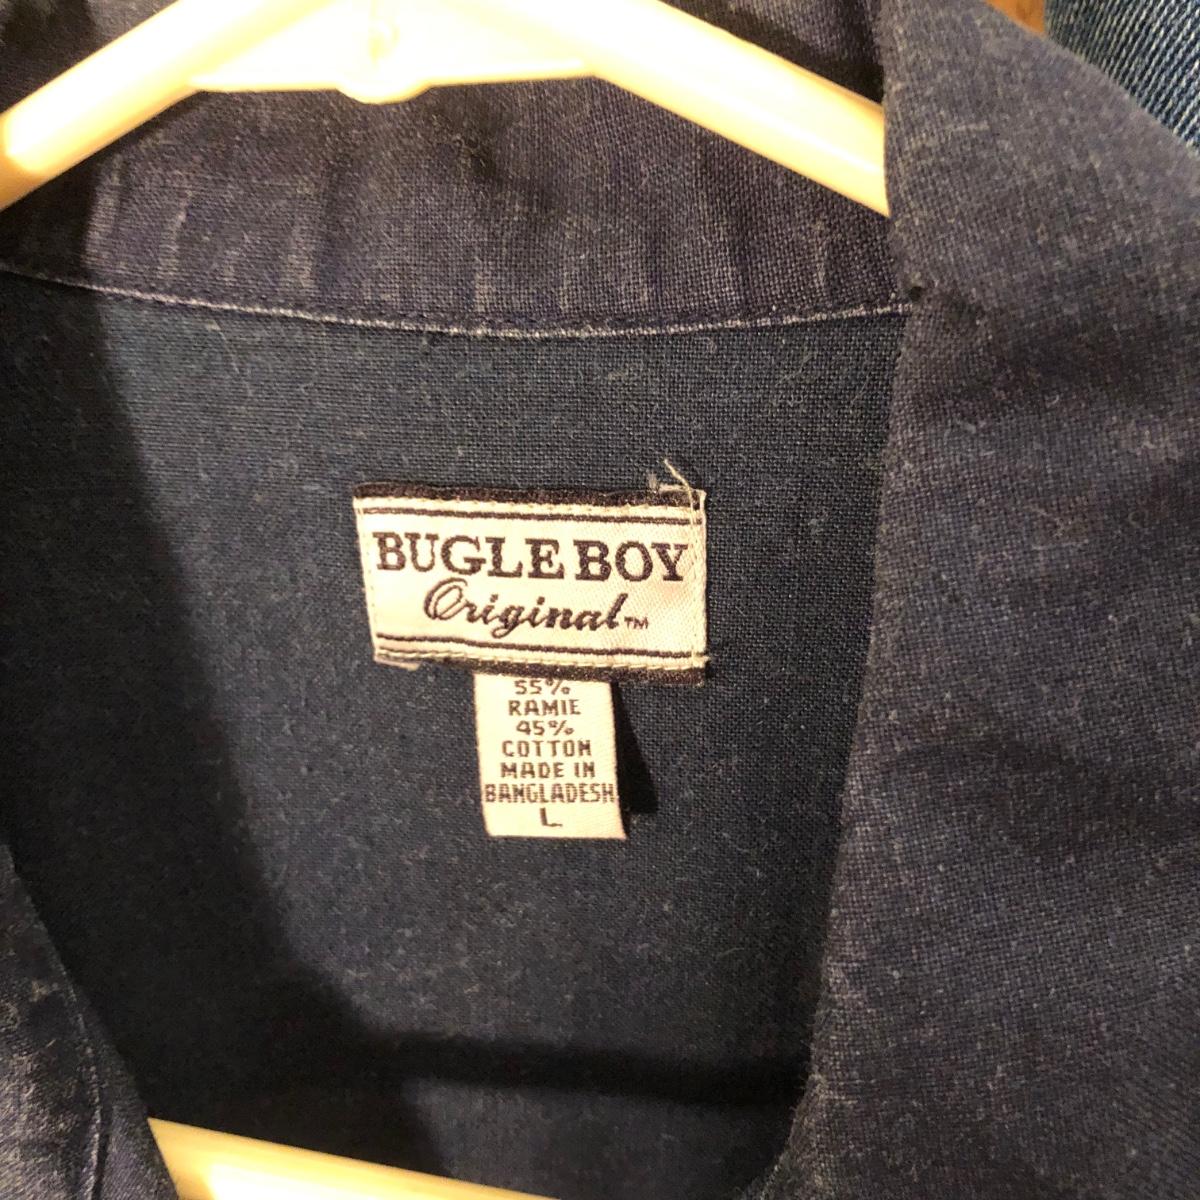 BUGLE BOY
Original™
55%
RAMIE
45%
COTTON
MADE IN
BANGLADESH
L